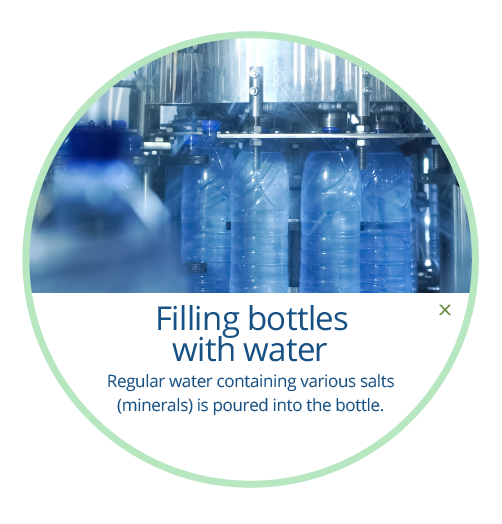 Filling bottles
with water
Regular water containing various salts
(minerals) is poured into the bottle.